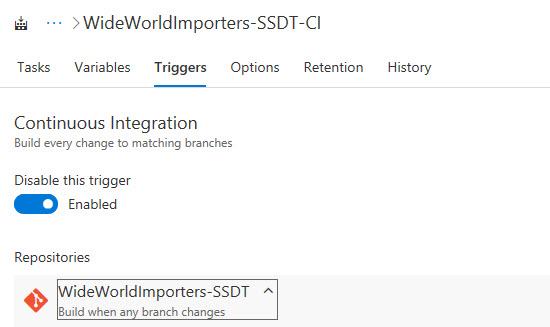 ... > WideWorldImporters-SSDT-CI
Tasks Variables Triggers Options Retention History
Continuous Integration
Build every change to matching branches
Disable this trigger
Enabled
Repositories
WideWorldImporters-SSDT
Build when any branch changes